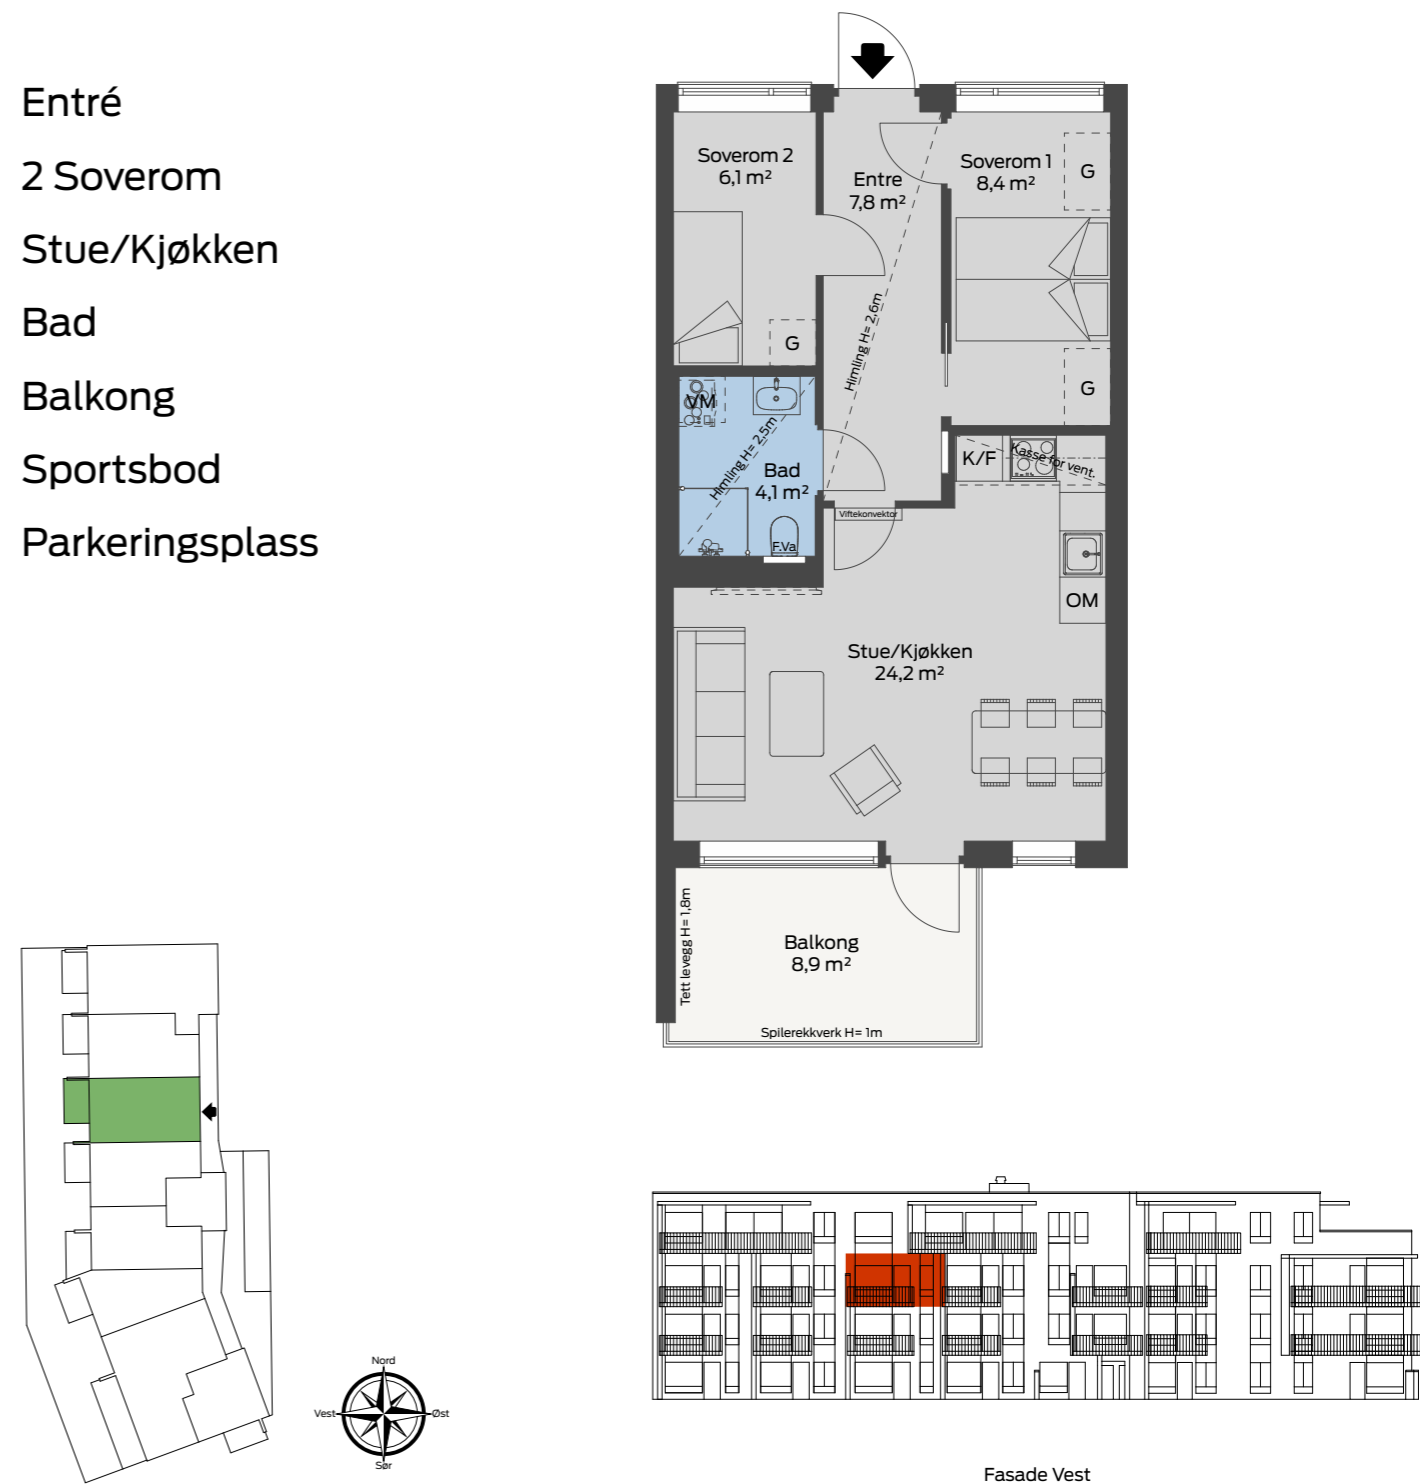 Entré
2 Soverom
Stue/Kjøkken
Bad
Balkong
Sportsbod
Parkeringsplass
Soverom 2
6,1 m²
Entre
7,8 m²
Soverom 1
8,4 m²
G
G
G
Himling H= 2,6m
VM
Himling H= 2,5m
Bad
4,1 m²
F.Va
K/F
Kasse for vent.
Viftekonvektor
OM
Stue/Kjøkken
24,2 m²
Tett levegg H= 1,8m
Balkong
8,9 m²
Spilerekkverk H= 1m
Nord
Vest
Øst
Sør
Fasade Vest